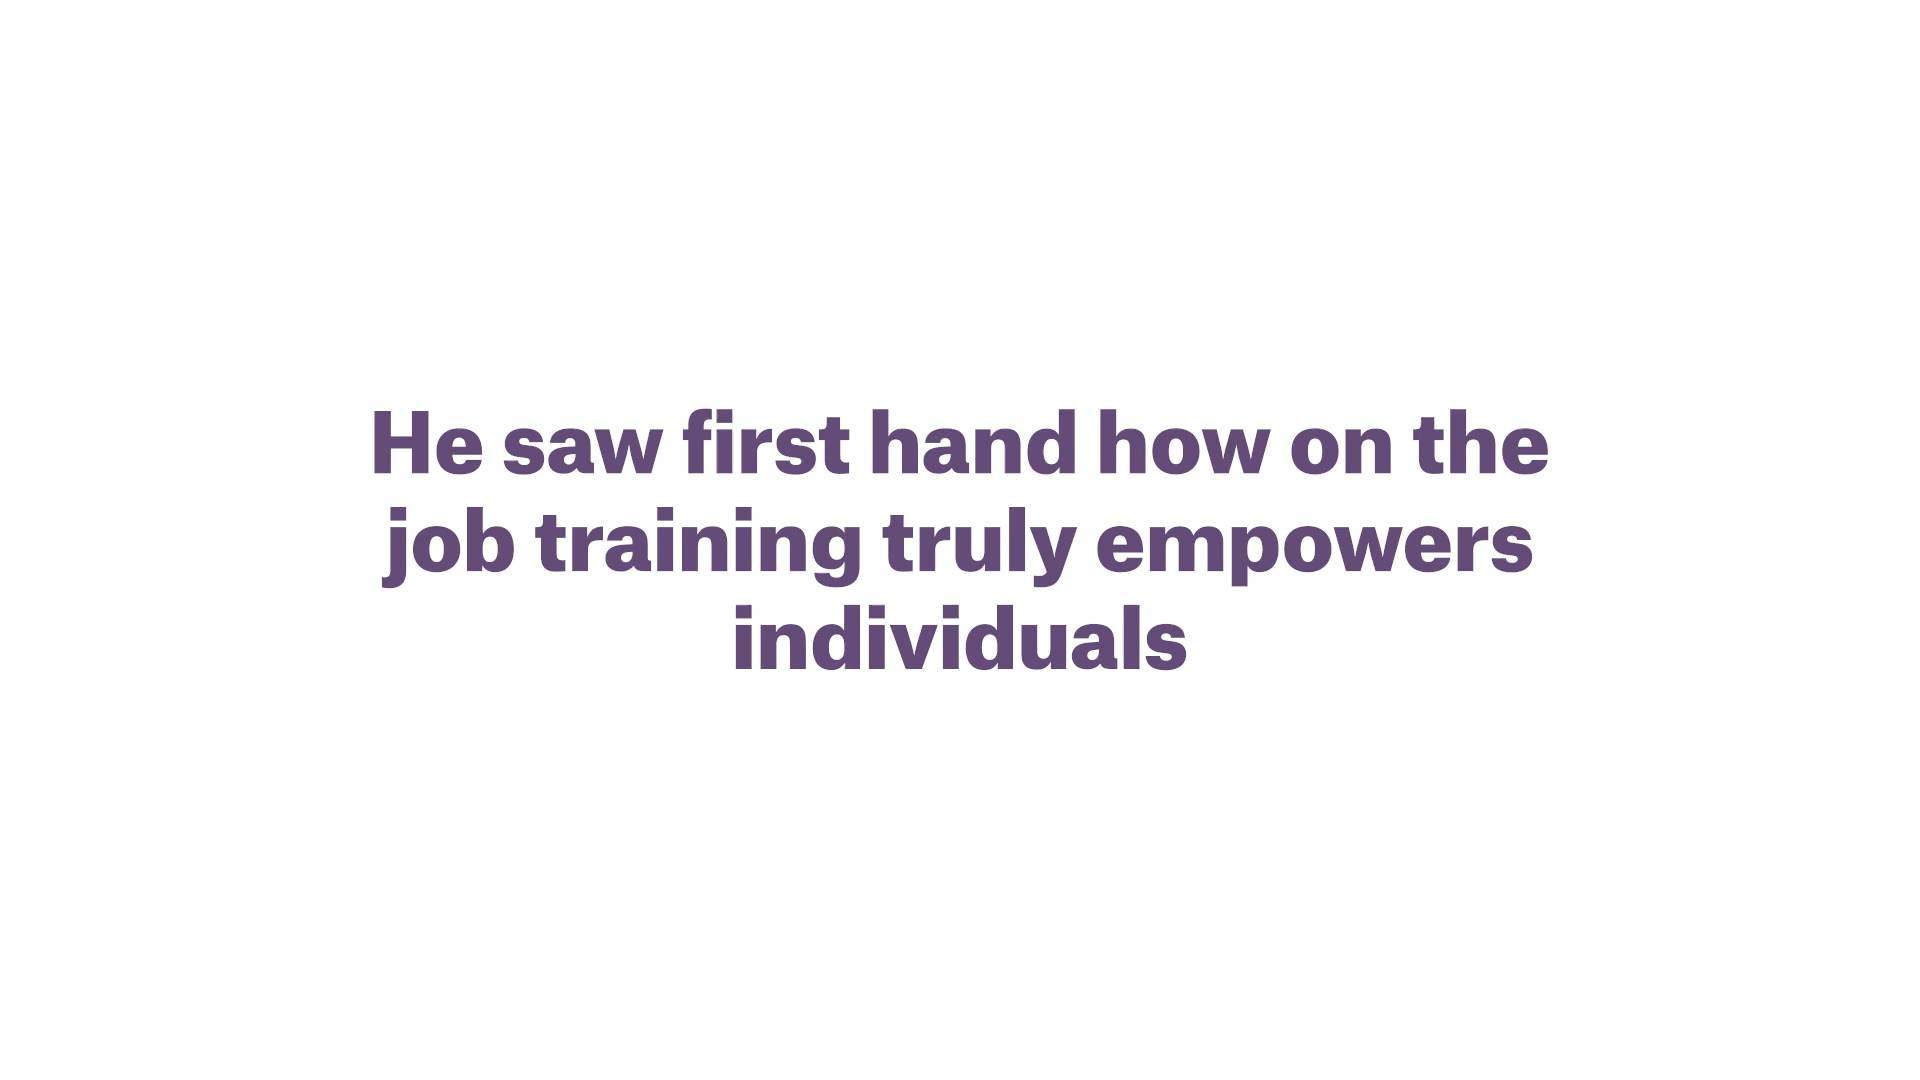 He saw first hand how on the
job training truly empowers
individuals